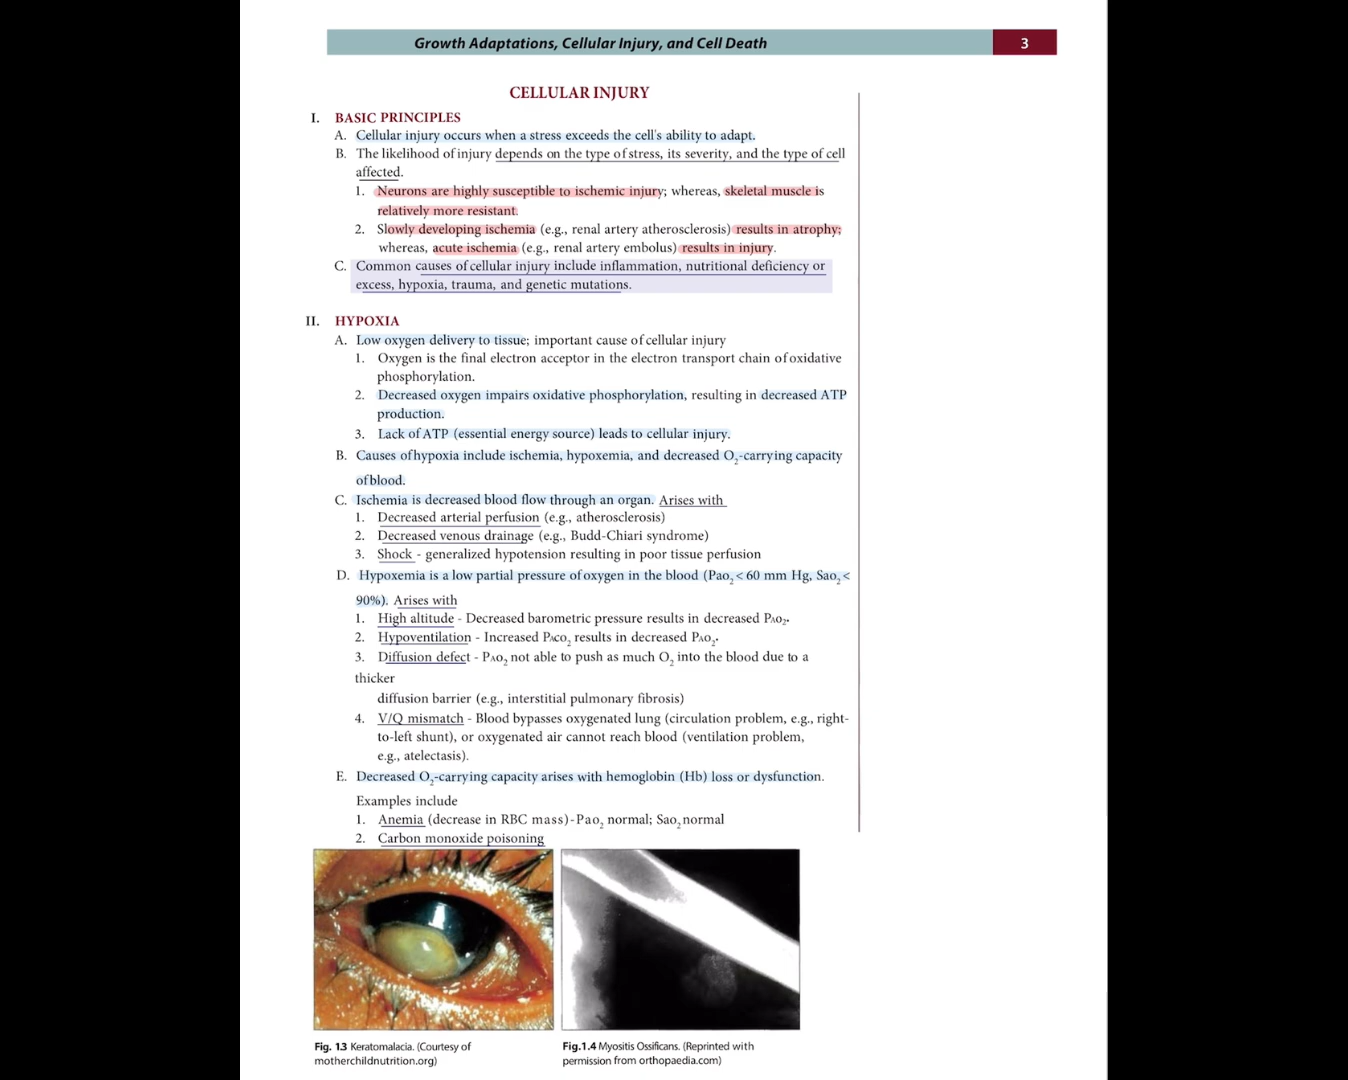 Growth Adaptations, Cellular Injury, and Cell Death
3
CELLULAR INJURY
I. BASIC PRINCIPLES
A. Cellular injury occurs when a stress exceeds the cell's ability to adapt.
B. The likelihood of injury depends on the type of stress, its severity, and the type of cell
affected.
1. Neurons are highly susceptible to ischemic injury; whereas, skeletal muscle is
relatively more resistant.
2. Slowly developing ischemia (e.g., renal artery atherosclerosis) results in atrophy;
whereas, acute ischemia (e.g., renal artery embolus) results in injury.
C. Common causes of cellular injury include inflammation, nutritional deficiency or
excess, hypoxia, trauma, and genetic mutations.
II. HYPOXIA
A. Low oxygen delivery to tissue; important cause of cellular injury
1. Oxygen is the final electron acceptor in the electron transport chain of oxidative
phosphorylation.
2. Decreased oxygen impairs oxidative phosphorylation, resulting in decreased ATP
production.
3. Lack of ATP (essential energy source) leads to cellular injury.
B. Causes of hypoxia include ischemia, hypoxemia, and decreased O₂-carrying capacity
of blood.
C. Ischemia is decreased blood flow through an organ. Arises with
1. Decreased arterial perfusion (e.g., atherosclerosis)
2. Decreased venous drainage (e.g., Budd-Chiari syndrome)
3. Shock - generalized hypotension resulting in poor tissue perfusion
D. Hypoxemia is a low partial pressure of oxygen in the blood (Pao₂ < 60 mm Hg, Sao₂ <
90%). Arises with
1. High altitude - Decreased barometric pressure results in decreased PAO₂.
2. Hypoventilation - Increased PACO₂ results in decreased PAO₂.
3. Diffusion defect - PAO₂ not able to push as much O₂ into the blood due to a
thicker
diffusion barrier (e.g., interstitial pulmonary fibrosis)
4. V/Q mismatch - Blood bypasses oxygenated lung (circulation problem, e.g., right-
to-left shunt), or oxygenated air cannot reach blood (ventilation problem,
e.g., atelectasis).
E. Decreased O₂-carrying capacity arises with hemoglobin (Hb) loss or dysfunction.
Examples include
1. Anemia (decrease in RBC mass)-Pao₂ normal; Sao₂ normal
2. Carbon monoxide poisoning
Fig. 1.3 Keratomalacia. (Courtesy of
motherchildnutrition.org)
Fig.1.4 Myositis Ossificans. (Reprinted with
permission from orthopaedia.com)